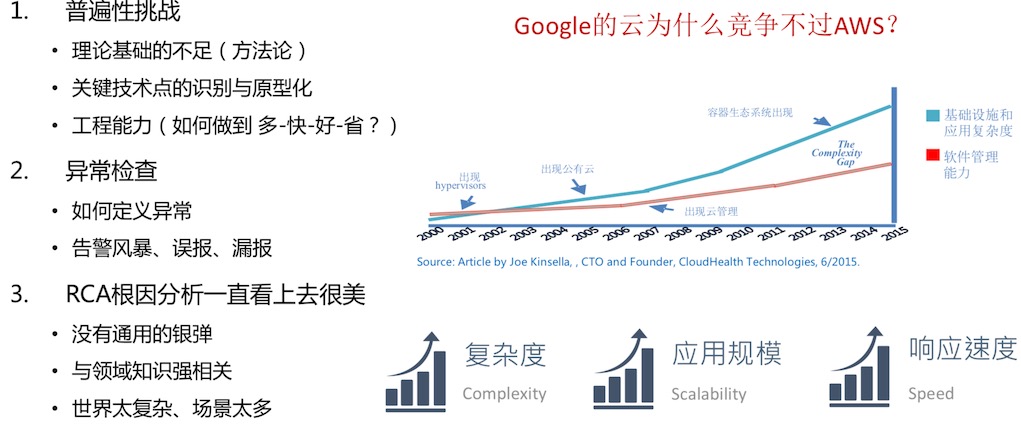 1. 普遍性挑战
• 理论基础的不足（方法论）
• 关键技术点的识别与原型化
• 工程能力（如何做到 多-快-好-省？）
2. 异常检查
• 如何定义异常
• 告警风暴、误报、漏报
3. RCA根因分析一直看上去很美
• 没有通用的银弹
• 与领域知识强相关
• 世界太复杂、场景太多
Google的云为什么竞争不过AWS?
容器生态系统出现
The
Complexity
Gap
出现公有云
出现
hypervisors
出现云管理
基础设施和
应用复杂度
软件管理
能力
2000 2001 2002 2003 2004 2005 2006 2007 2008 2009 2010 2011 2012 2013 2014 2015
Source: Article by Joe Kinsella, , CTO and Founder, CloudHealth Technologies, 6/2015.
复杂度
Complexity
应用规模
Scalability
响应速度
Speed